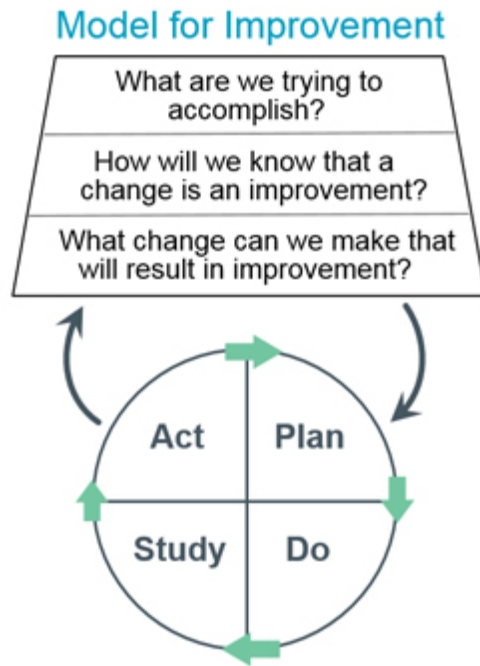 Model for Improvement
What are we trying to
accomplish?
How will we know that a
change is an improvement?
What change can we make that
will result in improvement?
Act
Plan
Study
Do